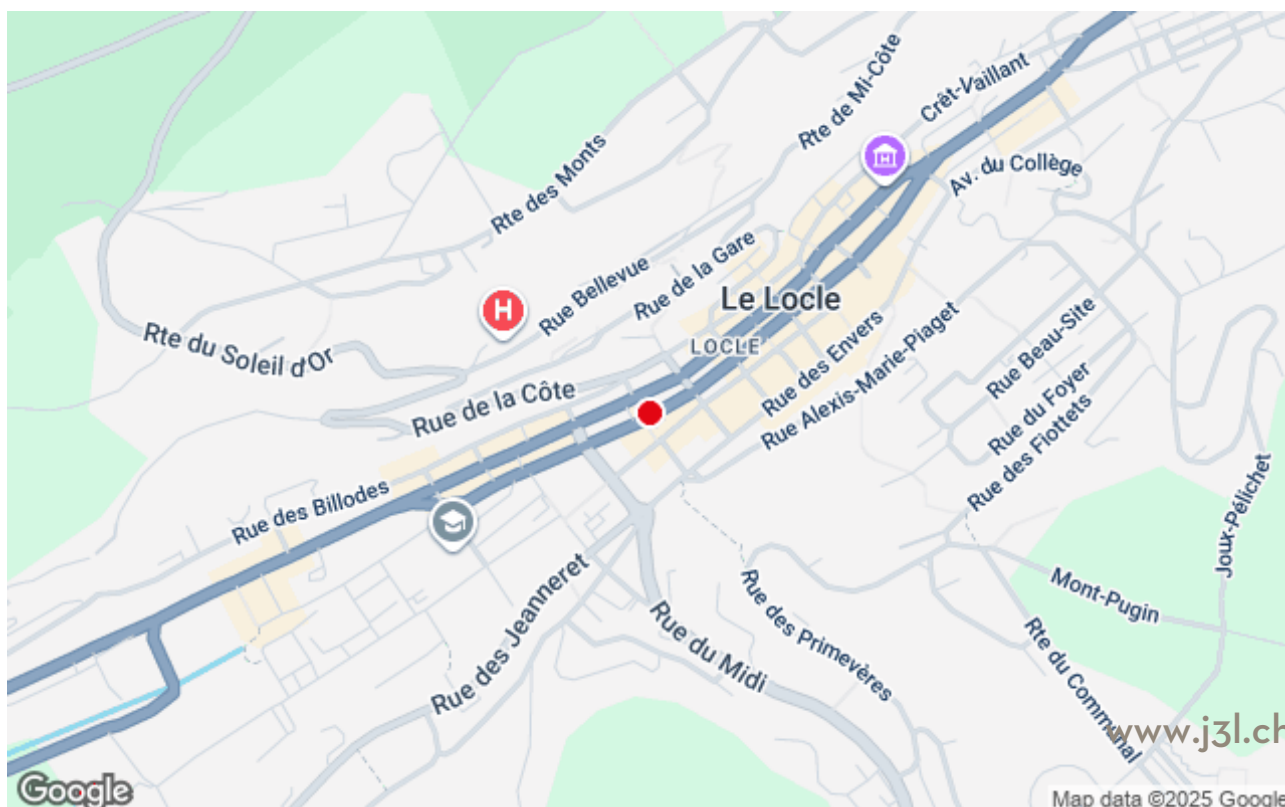 Crêt-Vaillant
Rte de Mi-Côte
Rte des Monts
Av. du Collège
Rue de la Gare
Rue Bellevue
H
Le Locle
LOCLE
Rte du Soleil d'Or
Rue de la Côte
Rue des Envers
Rue Alexis-Marie-Piaget
Rue Beau-Site
Rue du Foyer
Rue des Fiottets
Rue des Billodes
Joux-Pélichet
Mont-Pugin
Rue des Jeanneret
Rue du Midi
Rue des Primevères
Rte du Communal
www.j3l.ch
Google
Map data ©2025 Google